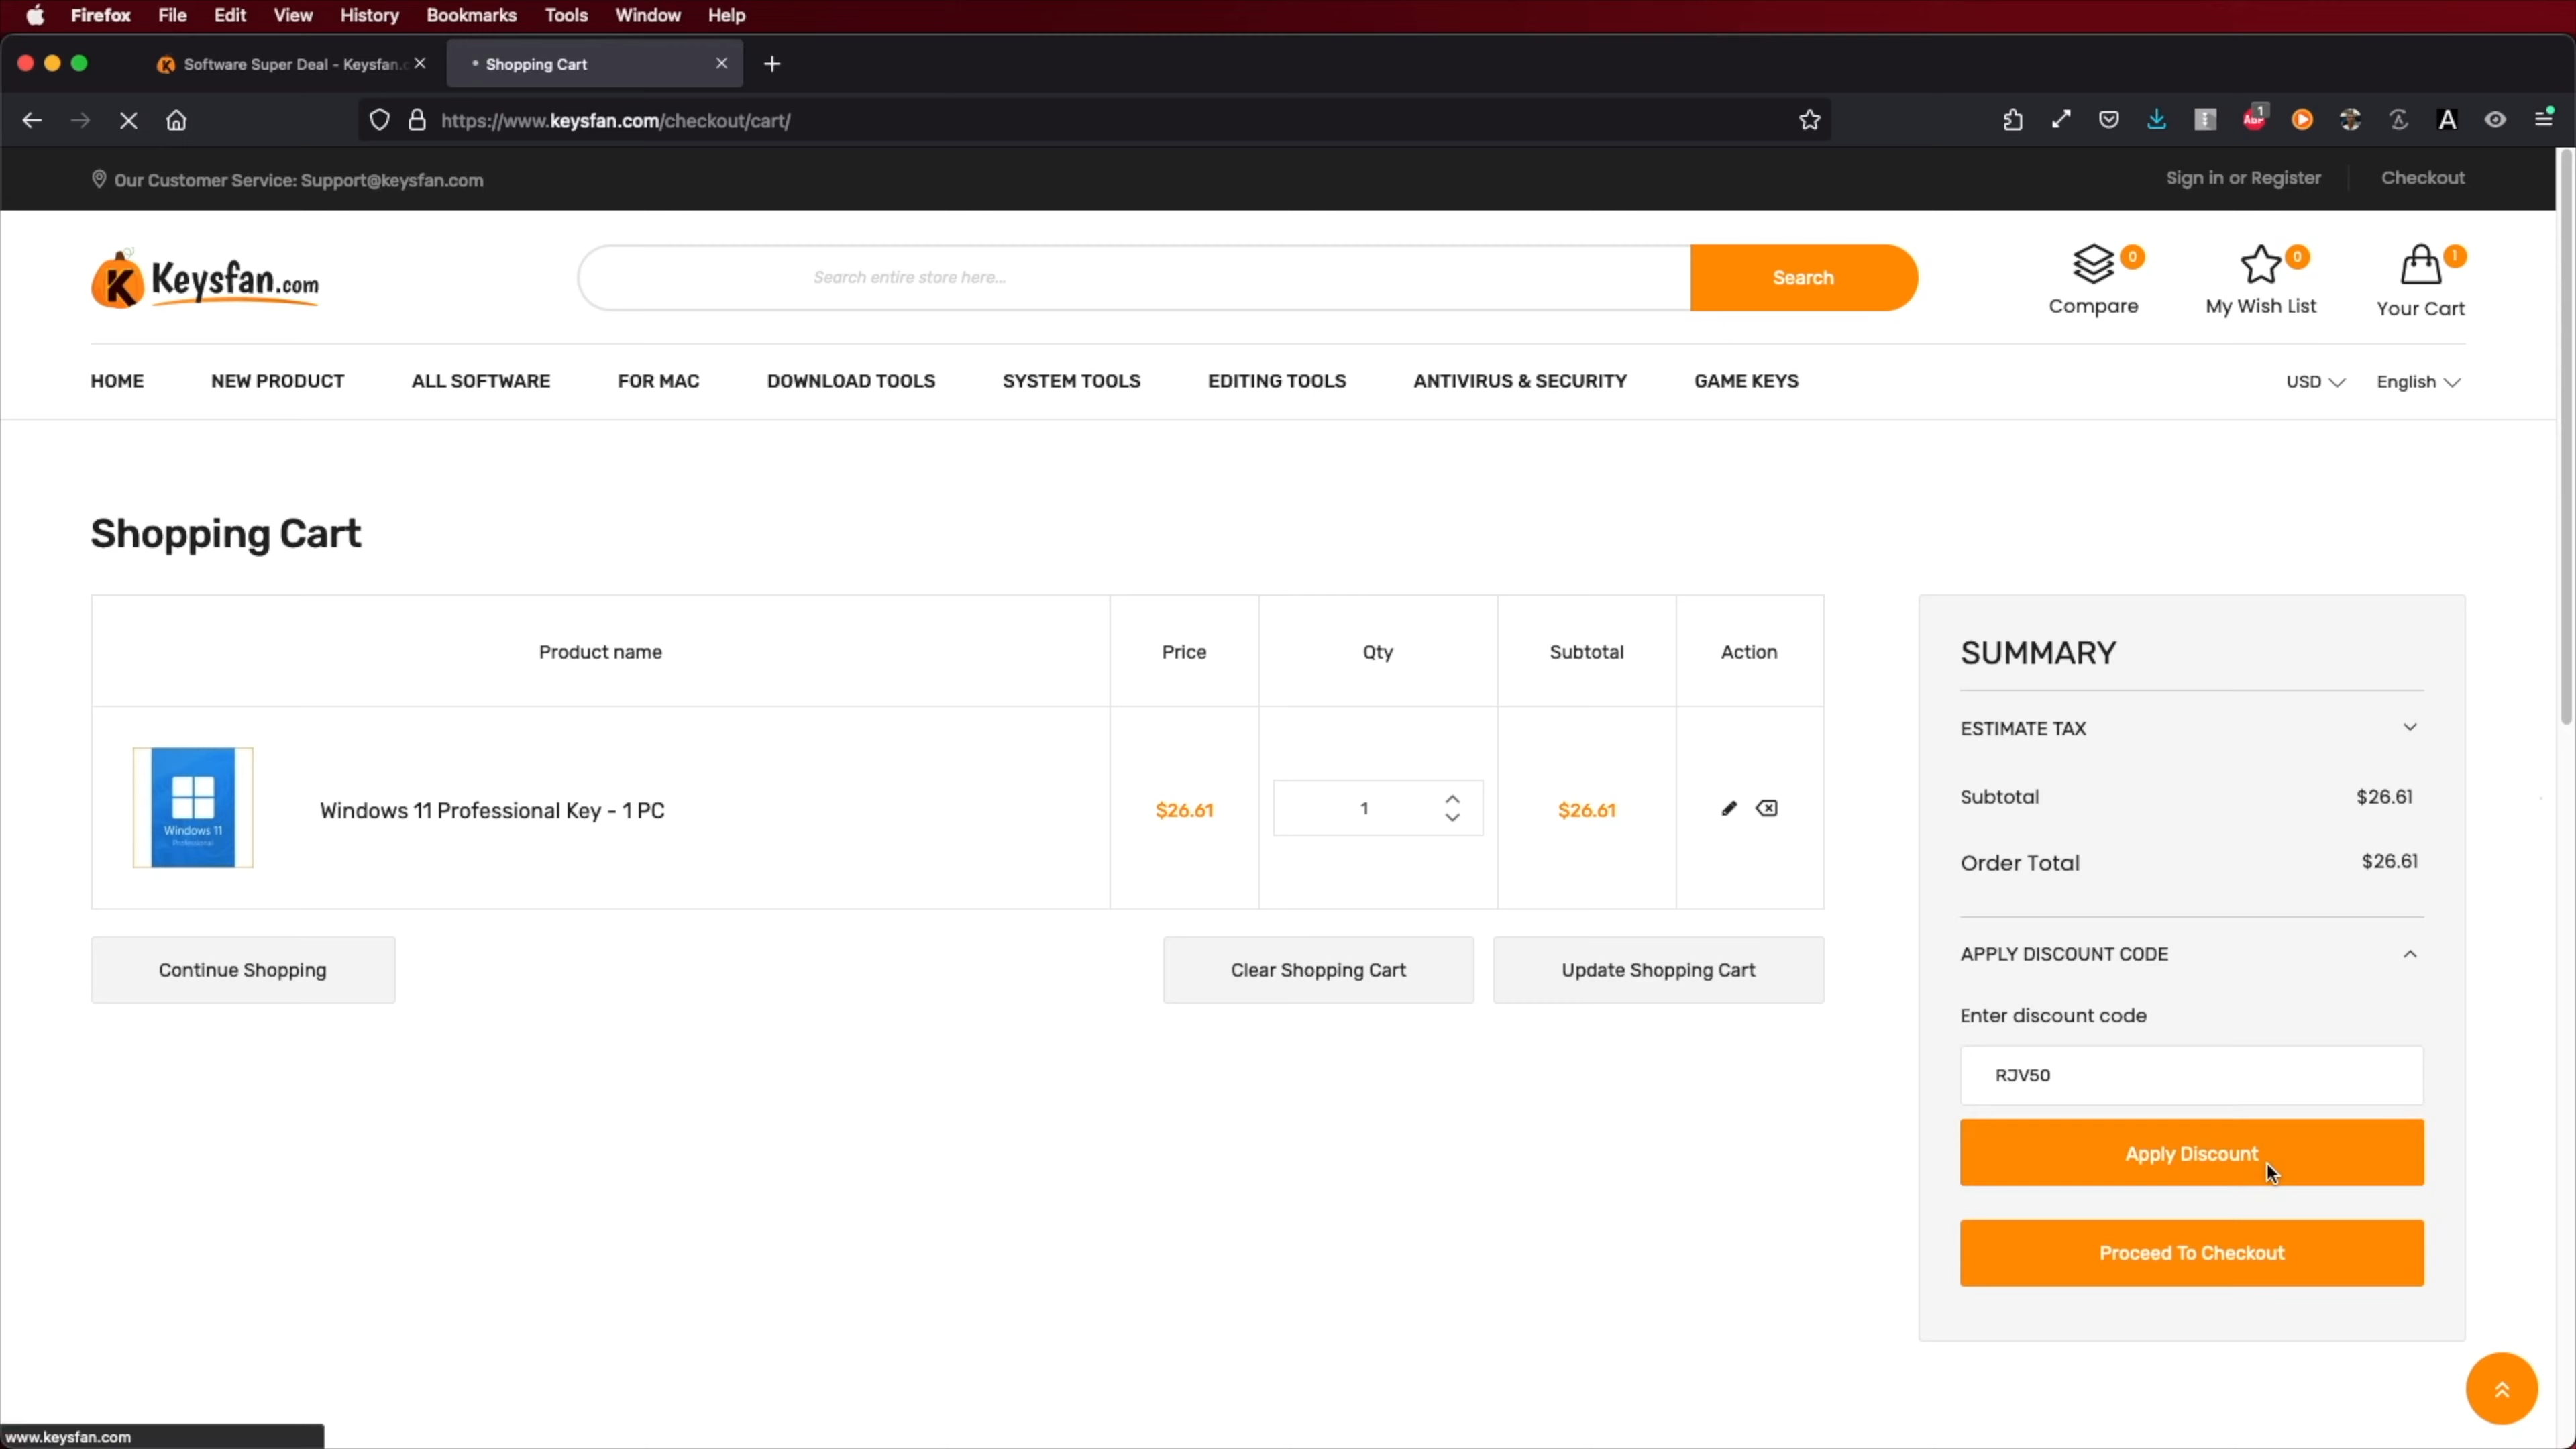 Firefox File Edit View History Bookmarks Tools Window Help
Software Super Deal - Keysfan.c
Shopping Cart
https://www.keysfan.com/checkout/cart/
1
ABP
A
Our Customer Service: Support@keysfan.com
Sign in or Register
Checkout
K Keysfan.com
Search entire store here...
Search
0
Compare
0
My Wish List
1
Your Cart
HOME NEW PRODUCT ALL SOFTWARE FOR MAC DOWNLOAD TOOLS SYSTEM TOOLS EDITING TOOLS ANTIVIRUS & SECURITY GAME KEYS
USD English
Shopping Cart
Product name Price Qty Subtotal Action
Windows 11
Professional
Windows 11 Professional Key - 1 PC $26.61 1 $26.61
Continue Shopping
Clear Shopping Cart
Update Shopping Cart
SUMMARY
ESTIMATE TAX
Subtotal $26.61
Order Total $26.61
APPLY DISCOUNT CODE
Enter discount code
RJV50
Apply Discount
Proceed To Checkout
www.keysfan.com